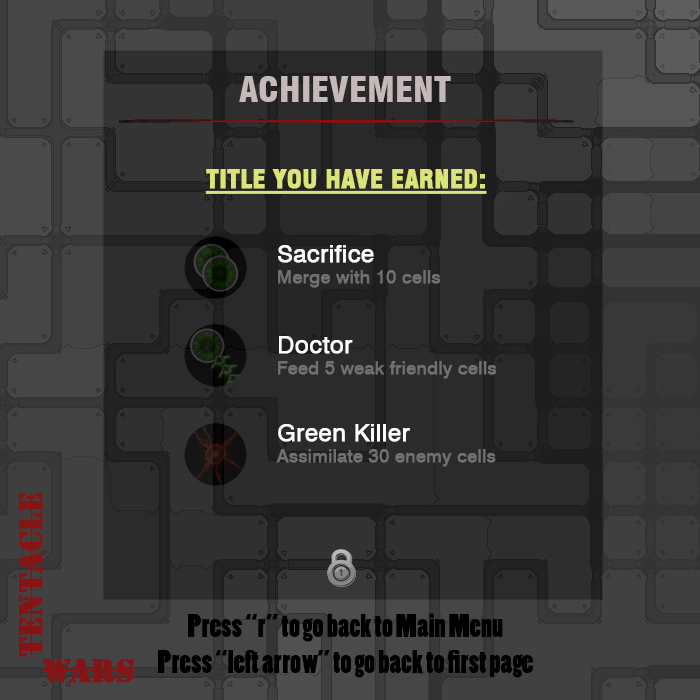 ACHIEVEMENT
TITLE YOU HAVE EARNED:
Sacrifice
Merge with 10 cells
Doctor
Feed 5 weak friendly cells
Green Killer
Assimilate 30 enemy cells
TENTACLE
WARS
Press "r" to go back to Main Menu
Press "left arrow" to go back to first page